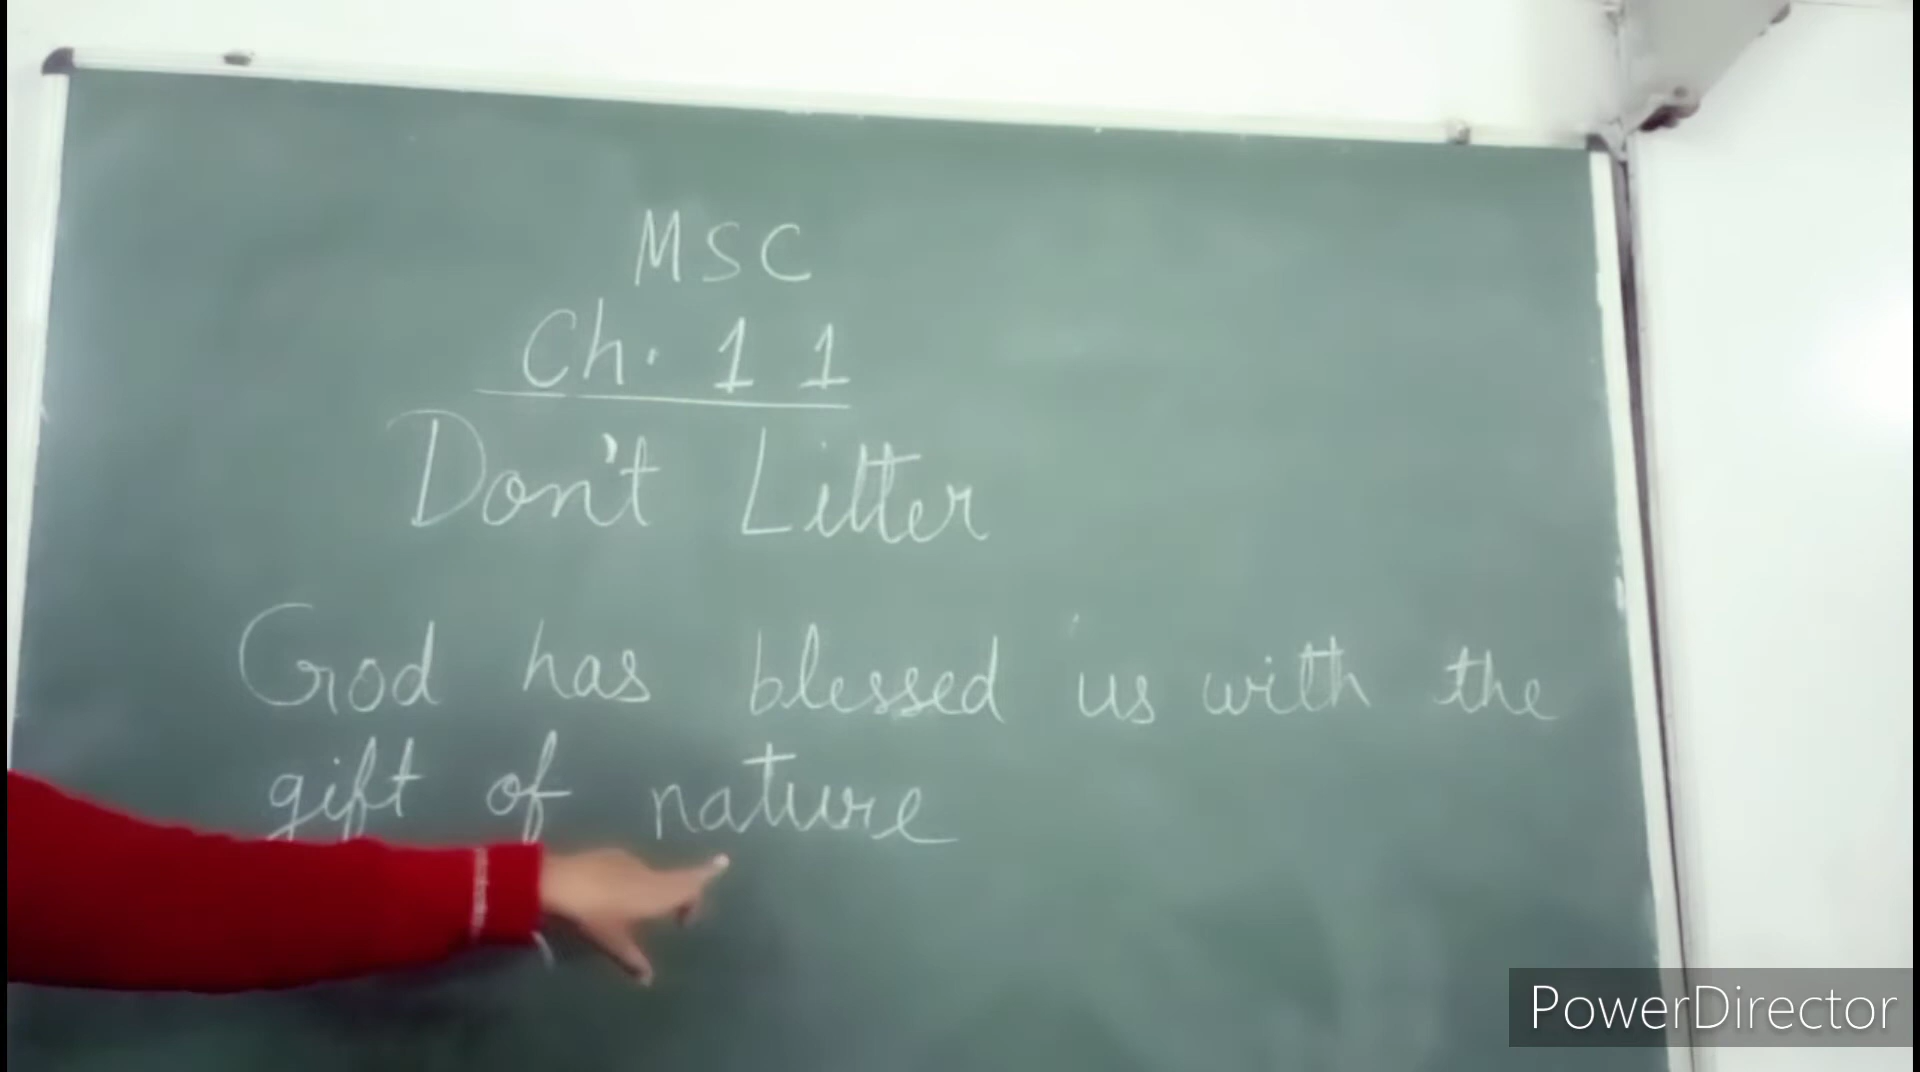 MSC
Ch. 11
Don't Litter
God has blessed us with the
gift of nature
PowerDirector